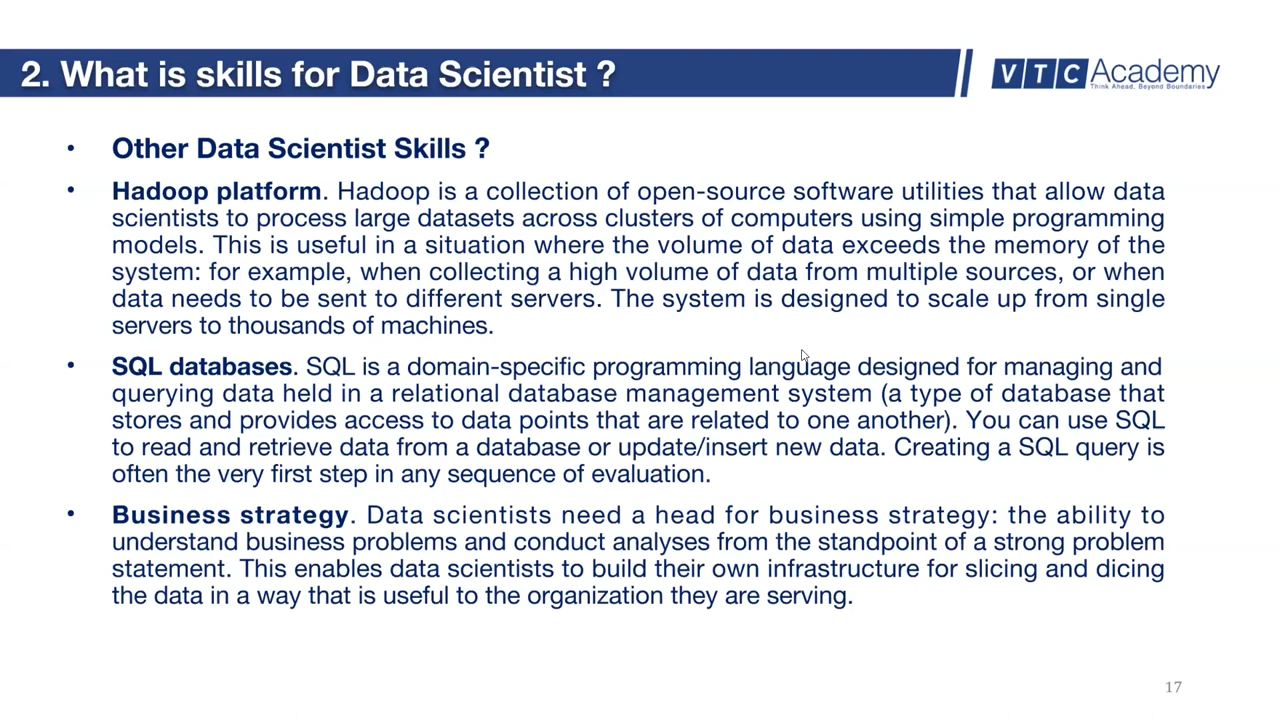 2. What is skills for Data Scientist ?
VTC Academy
Think Ahead, Beyond Boundaries
• Other Data Scientist Skills ?
• Hadoop platform. Hadoop is a collection of open-source software utilities that allow data
scientists to process large datasets across clusters of computers using simple programming
models. This is useful in a situation where the volume of data exceeds the memory of the
system: for example, when collecting a high volume of data from multiple sources, or when
data needs to be sent to different servers. The system is designed to scale up from single
servers to thousands of machines.
• SQL databases. SQL is a domain-specific programming language designed for managing and
querying data held in a relational database management system (a type of database that
stores and provides access to data points that are related to one another). You can use SQL
to read and retrieve data from a database or update/insert new data. Creating a SQL query is
often the very first step in any sequence of evaluation.
• Business strategy. Data scientists need a head for business strategy: the ability to
understand business problems and conduct analyses from the standpoint of a strong problem
statement. This enables data scientists to build their own infrastructure for slicing and dicing
the data in a way that is useful to the organization they are serving.
17